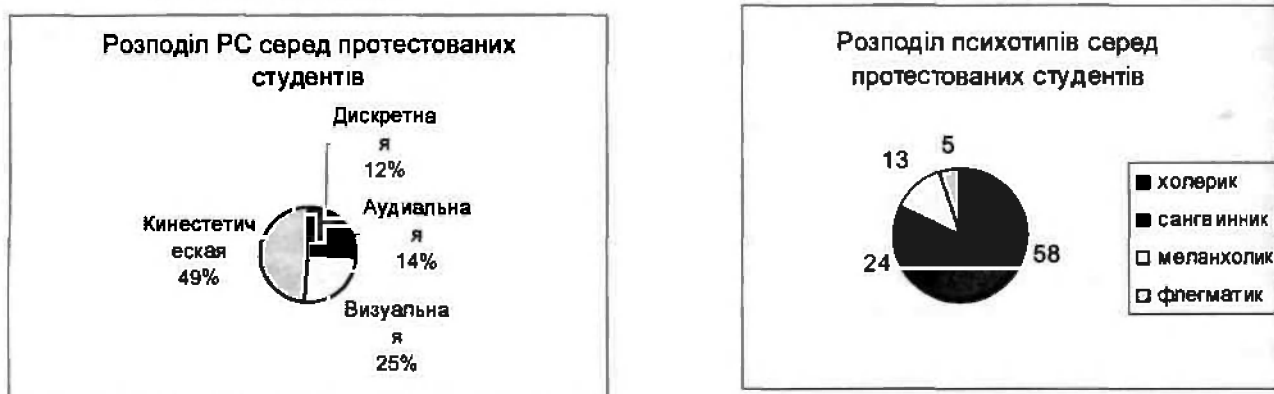 Розподіл РС серед протестованих
студентів
Дискретна
я
12%
Аудиальна
я
14%
Кинестетич
еская
49%
Визуальна
я
25%
Розподіл психотипів серед
протестованих студентів
5
13
24
58
холерик
сангвинник
меланхолик
флегматик